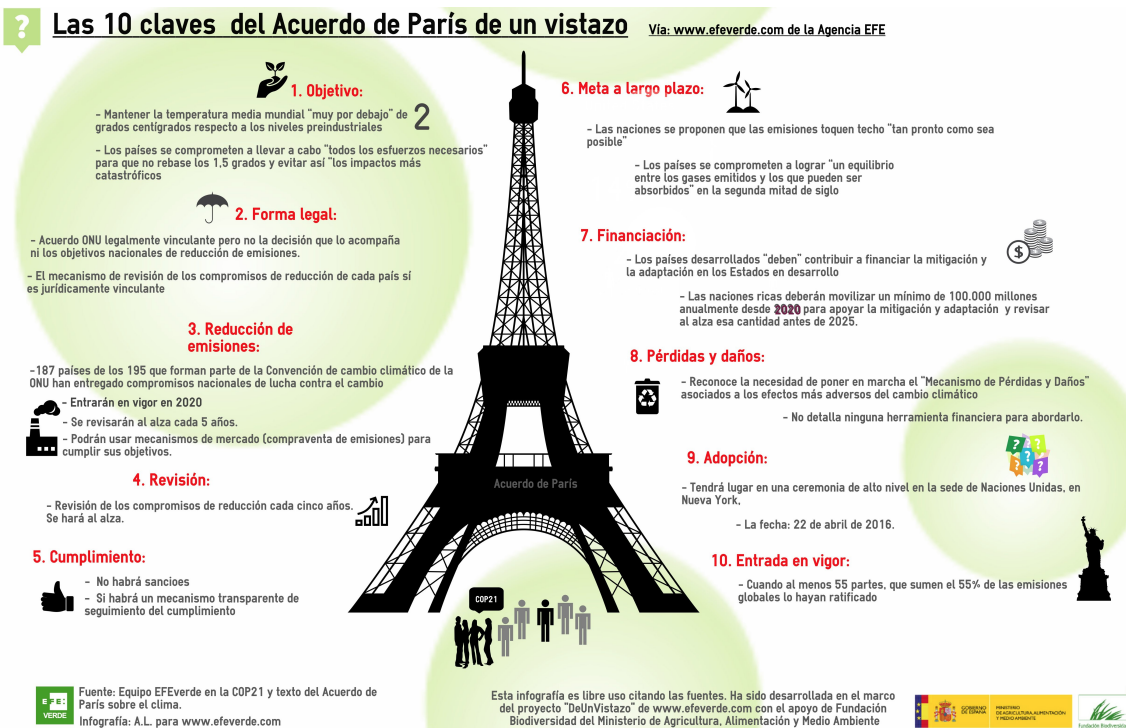 Las 10 claves del Acuerdo de París de un vistazo
Vía: www.efeverde.com de la Agencia EFE
1. Objetivo:
- Mantener la temperatura media mundial "muy por debajo" de 2
grados centígrados respecto a los niveles preindustriales
- Los países se comprometen a llevar a cabo "todos los esfuerzos necesarios"
para que no rebase los 1,5 grados y evitar así "los impactos más
catastróficos
2. Forma legal:
- Acuerdo ONU legalmente vinculante pero no la decisión que lo acompaña
ni los objetivos nacionales de reducción de emisiones.
- El mecanismo de revisión de los compromisos de reducción de cada país sí
es jurídicamente vinculante
3. Reducción de
emisiones:
-187 países de los 195 que forman parte de la Convención de cambio climático de la
ONU han entregado compromisos nacionales de lucha contra el cambio
- Entrarán en vigor en 2020
- Se revisarán al alza cada 5 años.
- Podrán usar mecanismos de mercado (compraventa de emisiones) para
cumplir sus objetivos.
4. Revisión:
- Revisión de los compromisos de reducción cada cinco años.
Se hará al alza.
5. Cumplimiento:
- No habrá sancioes
- Si habrá un mecanismo transparente de
seguimiento del cumplimiento
6. Meta a largo plazo:
- Las naciones se proponen que las emisiones toquen techo "tan pronto como sea
posible"
- Los países se comprometen a lograr "un equilibrio
entre los gases emitidos y los que pueden ser
absorbidos" en la segunda mitad de siglo
7. Financiación:
$
- Los países desarrollados "deben" contribuir a financiar la mitigación y
la adaptación en los Estados en desarrollo
- Las naciones ricas deberán movilizar un mínimo de 100.000 millones
anualmente desde 2020 para apoyar la mitigación y adaptación y revisar
al alza esa cantidad antes de 2025.
8. Pérdidas y daños:
- Reconoce la necesidad de poner en marcha el "Mecanismo de Pérdidas y Daños"
asociados a los efectos más adversos del cambio climático
- No detalla ninguna herramienta financiera para abordarlo.
9. Adopción:
- Tendrá lugar en una ceremonia de alto nivel en la sede de Naciones Unidas, en
Nueva York,
- La fecha: 22 de abril de 2016.
10. Entrada en vigor:
- Cuando al menos 55 partes, que sumen el 55% de las emisiones
globales lo hayan ratificado
Acuerdo de París
COP21
EFE:
VERDE
Fuente: Equipo EFEverde en la COP21 y texto del Acuerdo de
París sobre el clima.
Infografía: A.L. para www.efeverde.com
Esta infografía es libre uso citando las fuentes. Ha sido desarrollada en el marco
del proyecto "DeUnVistazo" de www.efeverde.com con el apoyo de Fundación
Biodiversidad del Ministerio de Agricultura, Alimentación y Medio Ambiente
GOBIERNO
DE ESPAÑA
MINISTERIO
DE AGRICULTURA, ALIMENTACIÓN
Y MEDIO AMBIENTE
Fundación Biodiversidad